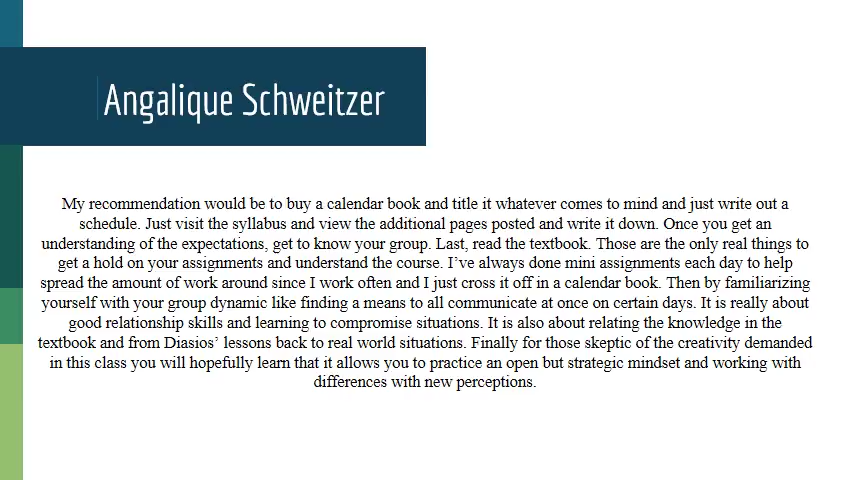 Angalique Schweitzer
My recommendation would be to buy a calendar book and title it whatever comes to mind and just write out a
schedule. Just visit the syllabus and view the additional pages posted and write it down. Once you get an
understanding of the expectations, get to know your group. Last, read the textbook. Those are the only real things to
get a hold on your assignments and understand the course. I’ve always done mini assignments each day to help
spread the amount of work around since I work often and I just cross it off in a calendar book. Then by familiarizing
yourself with your group dynamic like finding a means to all communicate at once on certain days. It is really about
good relationship skills and learning to compromise situations. It is also about relating the knowledge in the
textbook and from Diasios’ lessons back to real world situations. Finally for those skeptic of the creativity demanded
in this class you will hopefully learn that it allows you to practice an open but strategic mindset and working with
differences with new perceptions.